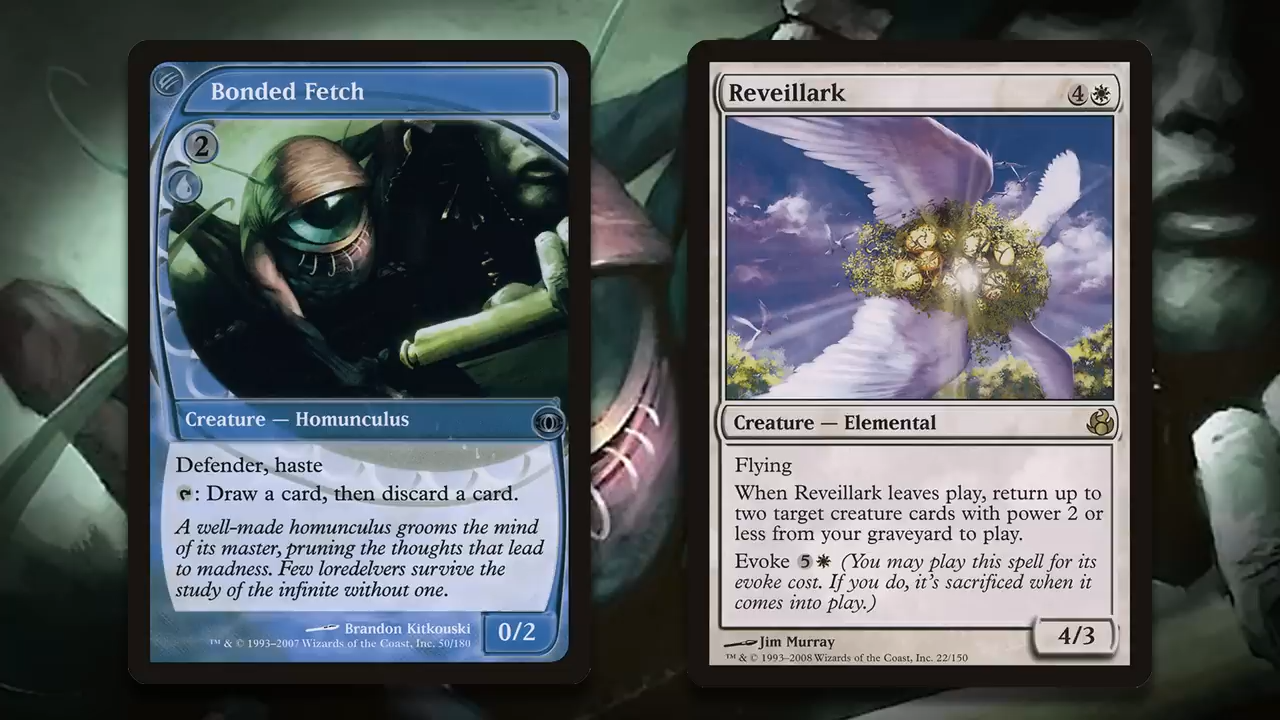 Bonded Fetch
2
Creature — Homunculus
Defender, haste
: Draw a card, then discard a card.
A well-made homunculus grooms the mind
of its master, pruning the thoughts that lead
to madness. Few loredelvers survive the
study of the infinite without one.
Brandon Kitkouski
™ & © 1993–2007 Wizards of the Coast, Inc. 50/180
0/2
Reveillark
4
Creature — Elemental
Flying
When Reveillark leaves play, return up to
two target creature cards with power 2 or
less from your graveyard to play.
Evoke 5 (You may play this spell for its
evoke cost. If you do, it's sacrificed when it
comes into play.)
4/3
Jim Murray
™ & © 1993–2008 Wizards of the Coast, Inc. 22/150